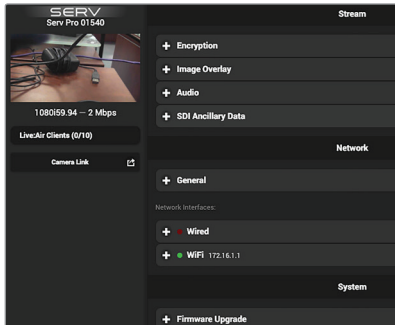 SERV
Serv Pro 01540
1080i59.94 — 2 Mbps
Live:Air Clients (0/10)
Camera Link
Stream
+ Encryption
+ Image Overlay
+ Audio
+ SDI Ancillary Data
Network
+ General
Network Interfaces:
+ Wired
+ WiFi 172.16.1.1
System
+ Firmware Upgrade